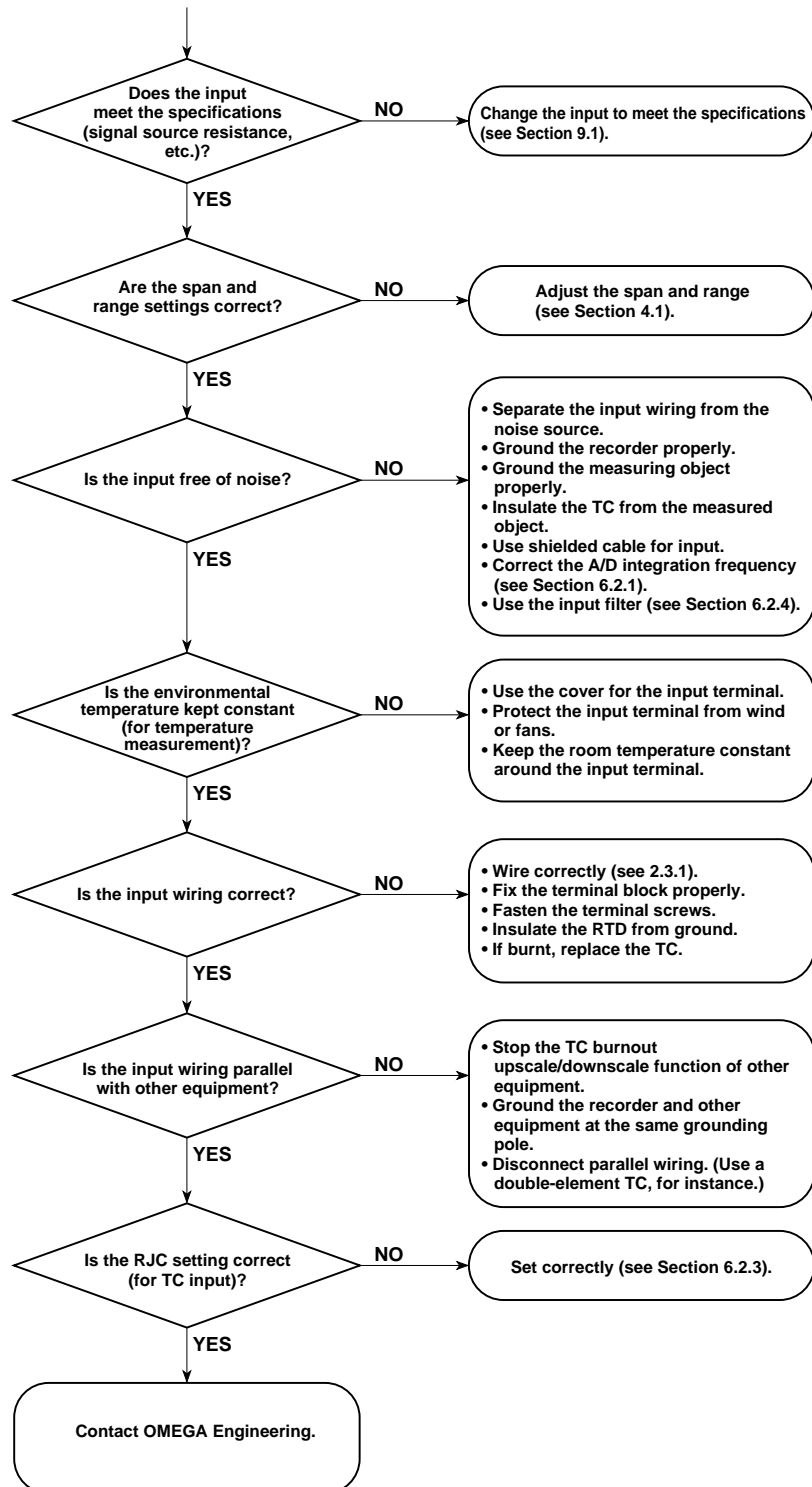 Does the input
meet the specifications
(signal source resistance,
etc.)?
NO
Change the input to meet the specifications
(see Section 9.1).
YES
Are the span and
range settings correct?
NO
Adjust the span and range
(see Section 4.1).
YES
Is the input free of noise?
NO
• Separate the input wiring from the
noise source.
• Ground the recorder properly.
• Ground the measuring object
properly.
• Insulate the TC from the measured
object.
• Use shielded cable for input.
• Correct the A/D integration frequency
(see Section 6.2.1).
• Use the input filter (see Section 6.2.4).
YES
Is the environmental
temperature kept constant
(for temperature
measurement)?
NO
• Use the cover for the input terminal.
• Protect the input terminal from wind
or fans.
• Keep the room temperature constant
around the input terminal.
YES
Is the input wiring correct?
NO
• Wire correctly (see 2.3.1).
• Fix the terminal block properly.
• Fasten the terminal screws.
• Insulate the RTD from ground.
• If burnt, replace the TC.
YES
Is the input wiring parallel
with other equipment?
NO
• Stop the TC burnout
upscale/downscale function of other
equipment.
• Ground the recorder and other
equipment at the same grounding
pole.
• Disconnect parallel wiring. (Use a
double-element TC, for instance.)
YES
Is the RJC setting correct
(for TC input)?
NO
Set correctly (see Section 6.2.3).
YES
Contact OMEGA Engineering.